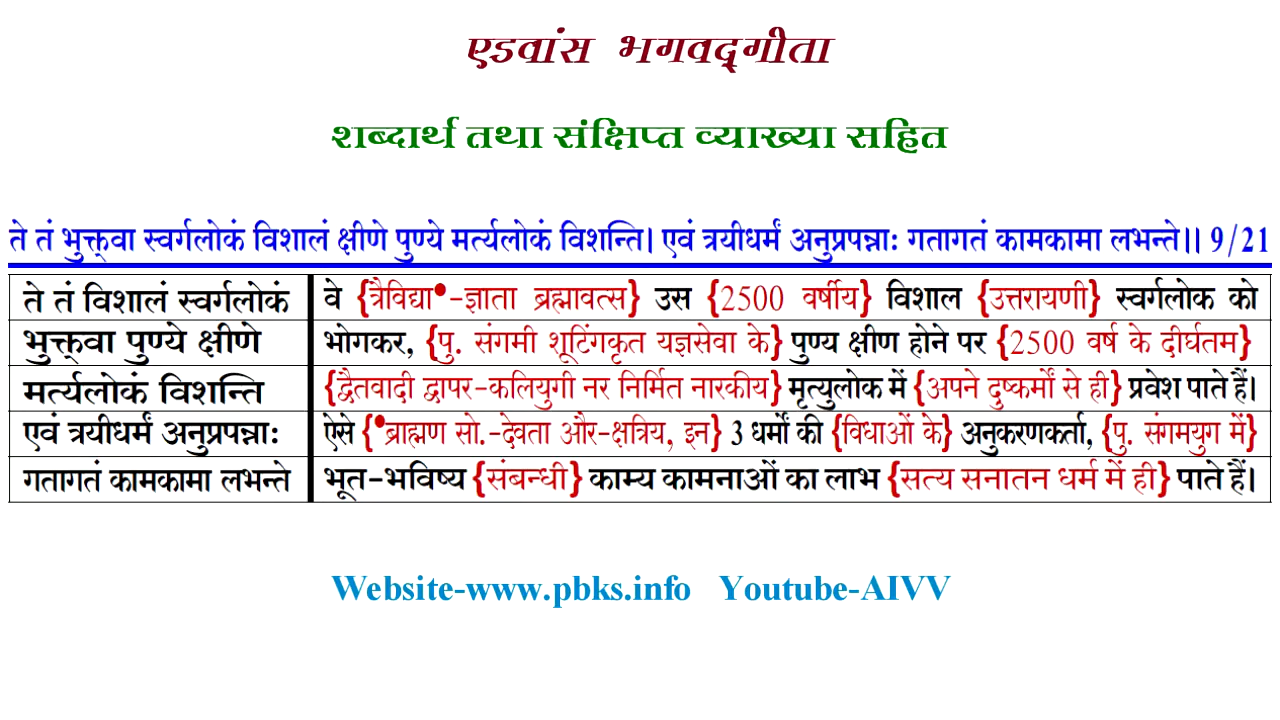 एडवांस भगवद्गीता
शब्दार्थ तथा संक्षिप्त व्याख्या सहित
ते तं भुक्त्वा स्वर्गलोकं विशालं क्षीणे पुण्ये मर्त्यलोकं विशन्ति। एवं त्रयीधर्मं अनुप्रपन्नाः गतागतं कामकामा लभन्ते।। 9/21
ते तं विशालं स्वर्गलोकं वे {त्रैविद्या•-ज्ञाता ब्रह्मावत्स} उस {2500 वर्षीय} विशाल {उत्तरायणी} स्वर्गलोक को
भुक्त्वा पुण्ये क्षीणे भोगकर, {पु. संगमी शूटिंगकृत यज्ञसेवा के} पुण्य क्षीण होने पर {2500 वर्ष के दीर्घतम}
मर्त्यलोकं विशन्ति {द्वैतवादी द्वापर-कलियुगी नर निर्मित नारकीय} मृत्युलोक में {अपने दुष्कर्मों से ही} प्रवेश पाते हैं।
एवं त्रयीधर्मं अनुप्रपन्नाः ऐसे {•ब्राह्मण सो.-देवता और-क्षत्रिय, इन} 3 धर्मों की {विधाओं के} अनुकरणकर्ता, {पु. संगमयुग में}
गतागतं कामकामा लभन्ते भूत-भविष्य {संबन्धी} काम्य कामनाओं का लाभ {सत्य सनातन धर्म में ही} पाते हैं।
Website-www.pbks.info Youtube-AIVV